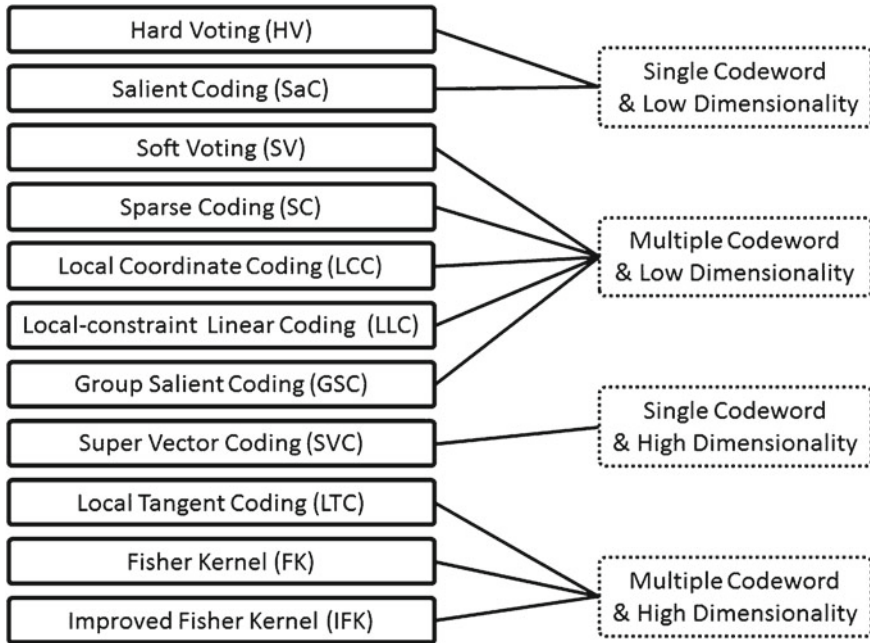 Hard Voting (HV)
Salient Coding (SaC)
Soft Voting (SV)
Sparse Coding (SC)
Local Coordinate Coding (LCC)
Local-constraint Linear Coding (LLC)
Group Salient Coding (GSC)
Super Vector Coding (SVC)
Local Tangent Coding (LTC)
Fisher Kernel (FK)
Improved Fisher Kernel (IFK)
Single Codeword
& Low Dimensionality
Multiple Codeword
& Low Dimensionality
Single Codeword
& High Dimensionality
Multiple Codeword
& High Dimensionality